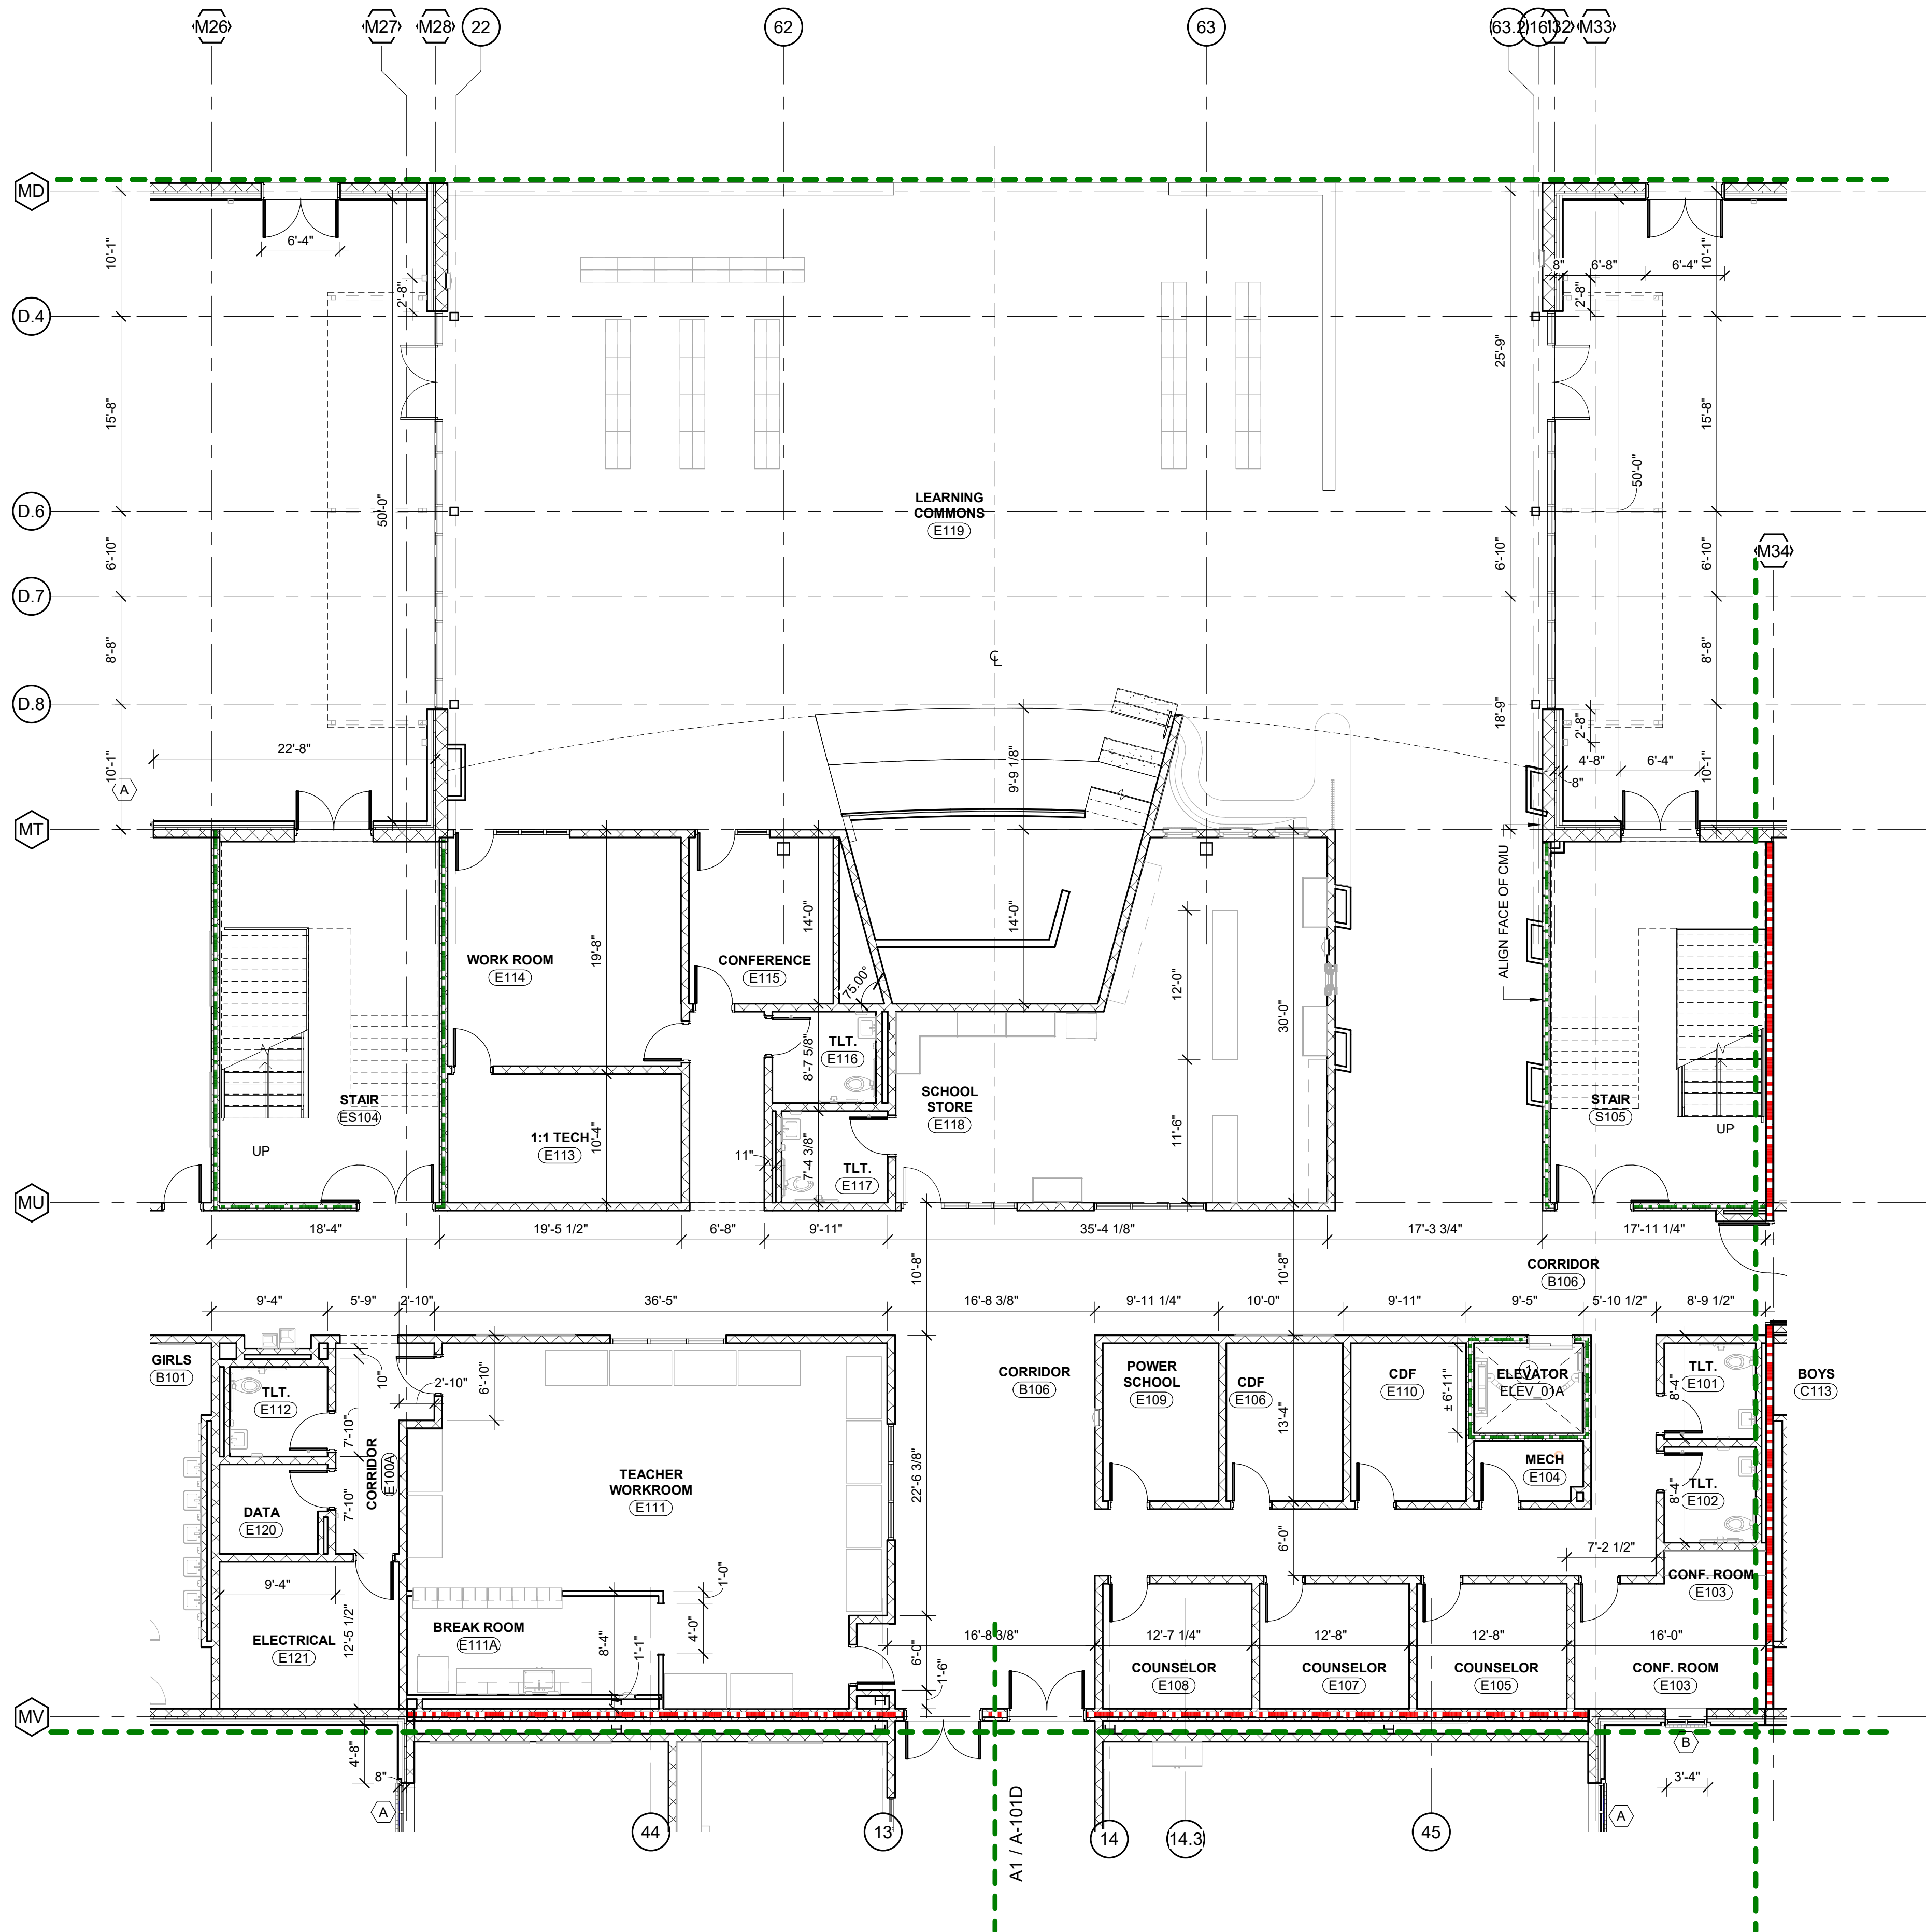 M26
M27
M28
22
62
63
63.2
16
M33
MD
6'-4"
10'-1"
2'-8"
8"
6'-8"
6'-4"
10'-1"
2'-8"
D.4
25'-9"
15'-8"
15'-8"
50'-0"
50'-0"
LEARNING
COMMONS
E119
D.6
M34
6'-10"
6'-10"
6'-10"
D.7
8'-8"
8'-8"
CL
D.8
18'-9"
2'-8"
22'-8"
9'-9 1/8"
4'-8"
6'-4"
10'-1"
10'-1"
8"
A
MT
ALIGN FACE OF CMU
14'-0"
14'-0"
19'-8"
WORK ROOM
E114
CONFERENCE
E115
75.00°
12'-0"
30'-0"
TLT.
E116
8'-7 5/8"
SCHOOL
STORE
E118
STAIR
ES104
STAIR
S105
UP
UP
1:1 TECH
E113
10'-4"
11'-6"
11"
7'-4 3/8"
TLT.
E117
MU
18'-4"
19'-5 1/2"
6'-8"
9'-11"
35'-4 1/8"
17'-3 3/4"
17'-11 1/4"
10'-8"
10'-8"
CORRIDOR
B106
9'-4"
5'-9"
2'-10"
36'-5"
16'-8 3/8"
9'-11 1/4"
10'-0"
9'-11"
9'-5"
5'-10 1/2"
8'-9 1/2"
GIRLS
B101
TLT.
E112
10"
2'-10"
6'-10"
CORRIDOR
B106
POWER
SCHOOL
E109
CDF
E106
13'-4"
CDF
E110
± 6'-11"
ELEVATOR
ELEV_01A
TLT.
E101
8'-4"
BOYS
C113
7'-10"
CORRIDOR
E100A
TEACHER
WORKROOM
E111
22'-6 3/8"
MECH
E104
TLT.
E102
8'-4"
DATA
E120
7'-10"
6'-0"
7'-2 1/2"
9'-4"
1'-0"
CONF. ROOM
E103
BREAK ROOM
E111A
8'-4"
1'-1"
4'-0"
ELECTRICAL
E121
12'-5 1/2"
16'-8 3/8"
12'-7 1/4"
12'-8"
12'-8"
16'-0"
6'-0"
1'-6"
COUNSELOR
E108
COUNSELOR
E107
COUNSELOR
E105
CONF. ROOM
E103
MV
4'-8"
8"
B
3'-4"
A
A
44
13
14
14.3
45
A1 / A-101D